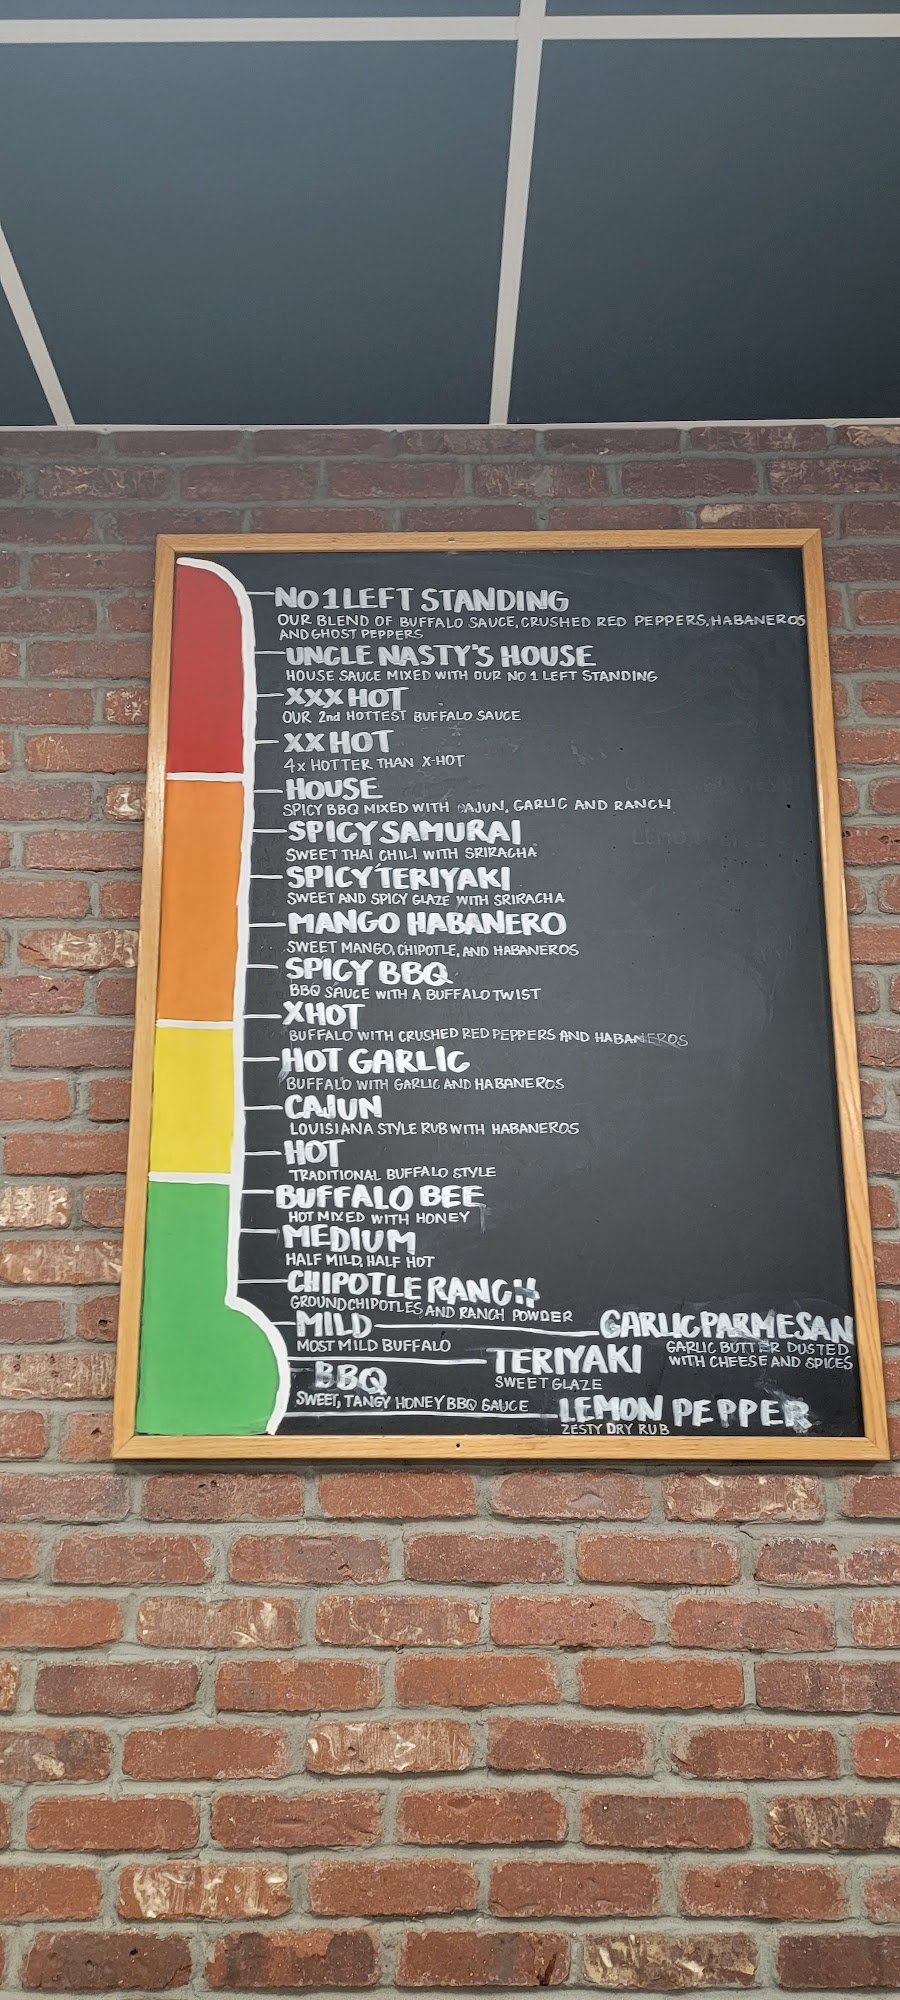 NO 1 LEFT STANDING
OUR BLEND OF BUFFALO SAUCE, CRUSHED RED PEPPERS, HABANEROS
AND GHOST PEPPERS
UNCLE NASTY'S HOUSE
HOUSE SAUCE MIXED WITH OUR NO 1 LEFT STANDING
XXX HOT
OUR 2nd HOTTEST BUFFALO SAUCE
XX HOT
4x HOTTER THAN X-HOT
HOUSE
SPICY BBQ MIXED WITH CAJUN, GARLIC AND RANCH
SPICY SAMURAI
SWEET THAI CHILI WITH SRIRACHA
SPICY TERIYAKI
SWEET AND SPICY GLAZE WITH SRIRACHA
MANGO HABANERO
SWEET MANGO, CHIPOTLE, AND HABANEROS
SPICY BBQ
BBQ SAUCE WITH A BUFFALO TWIST
XHOT
BUFFALO WITH CRUSHED RED PEPPERS AND HABANEROS
HOT GARLIC
BUFFALO WITH GARLIC AND HABANEROS
CAJUN
LOUISIANA STYLE RUB WITH HABANEROS
HOT
TRADITIONAL BUFFALO STYLE
BUFFALO BEE
HOT MIXED WITH HONEY
MEDIUM
HALF MILD, HALF HOT
CHIPOTLE RANCH
GROUND CHIPOTLES AND RANCH POWDER
MILD
MOST MILD BUFFALO
GARLIC PARMESAN
GARLIC BUTTER DUSTED
WITH CHEESE AND SPICES
TERIYAKI
SWEET GLAZE
BBQ
SWEET, TANGY HONEY BBQ SAUCE
LEMON PEPPER
ZESTY DRY RUB